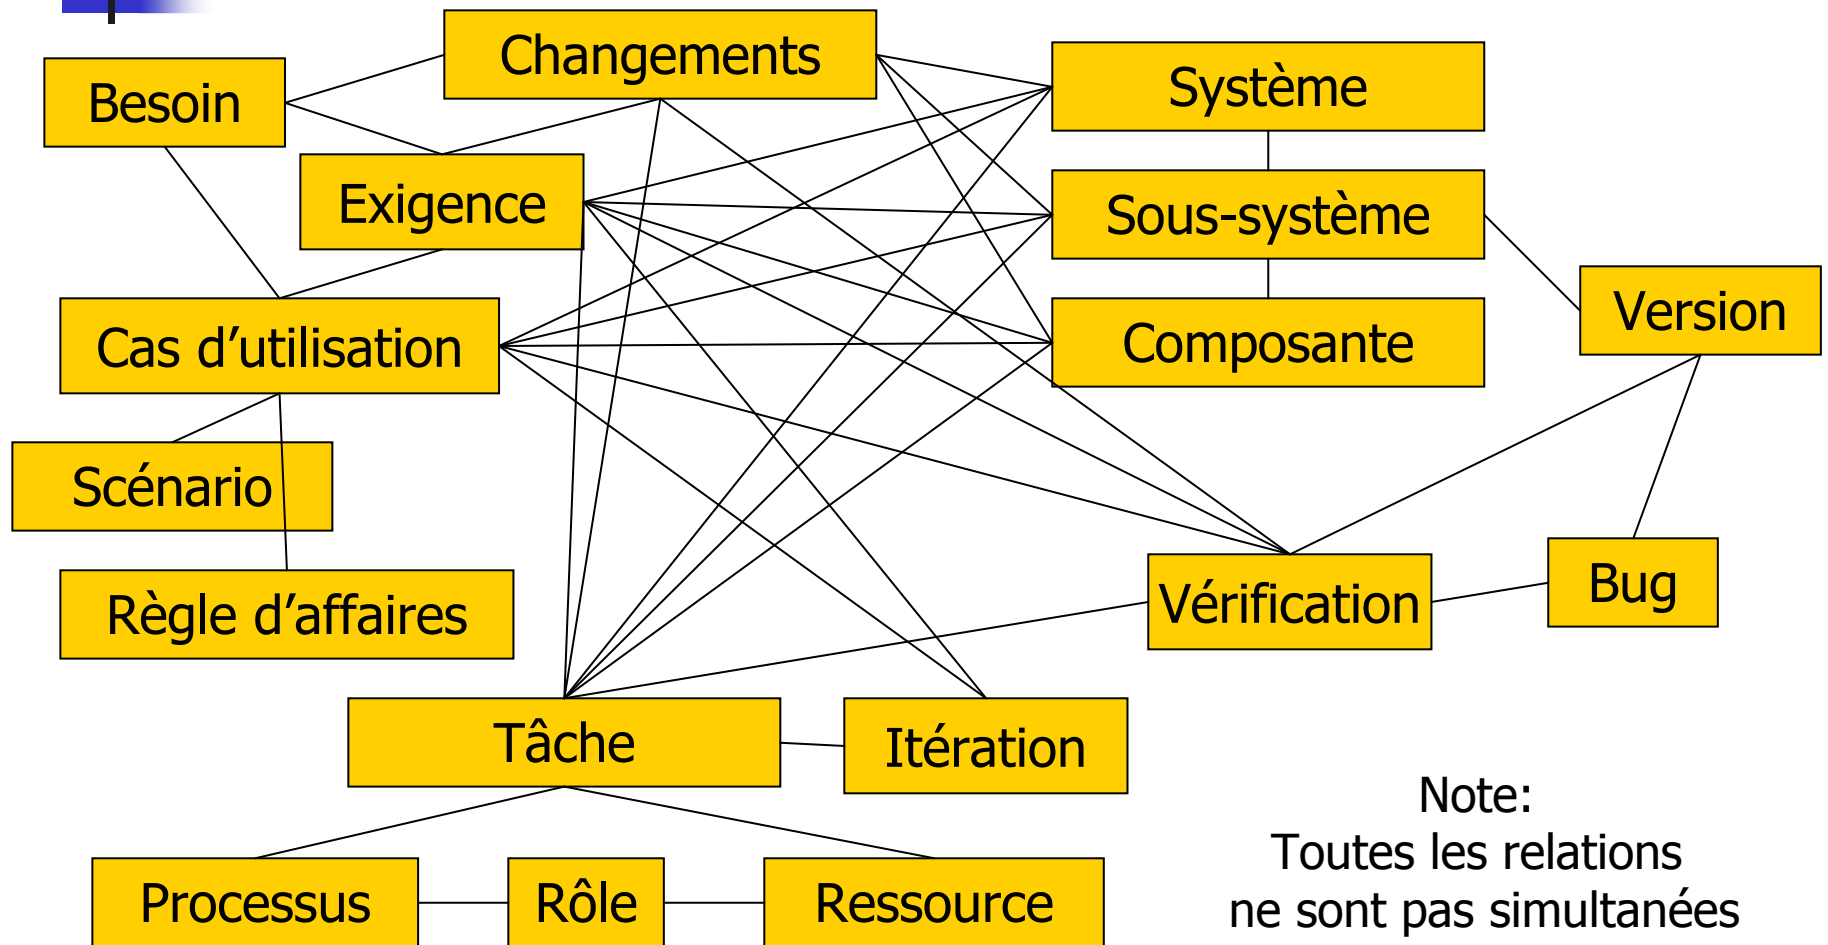 Changements
Besoin
Système
Exigence
Sous-système
Version
Cas d’utilisation
Composante
Scénario
Règle d’affaires
Vérification
Bug
Tâche
Itération
Note:
Toutes les relations
ne sont pas simultanées
Processus
Rôle
Ressource